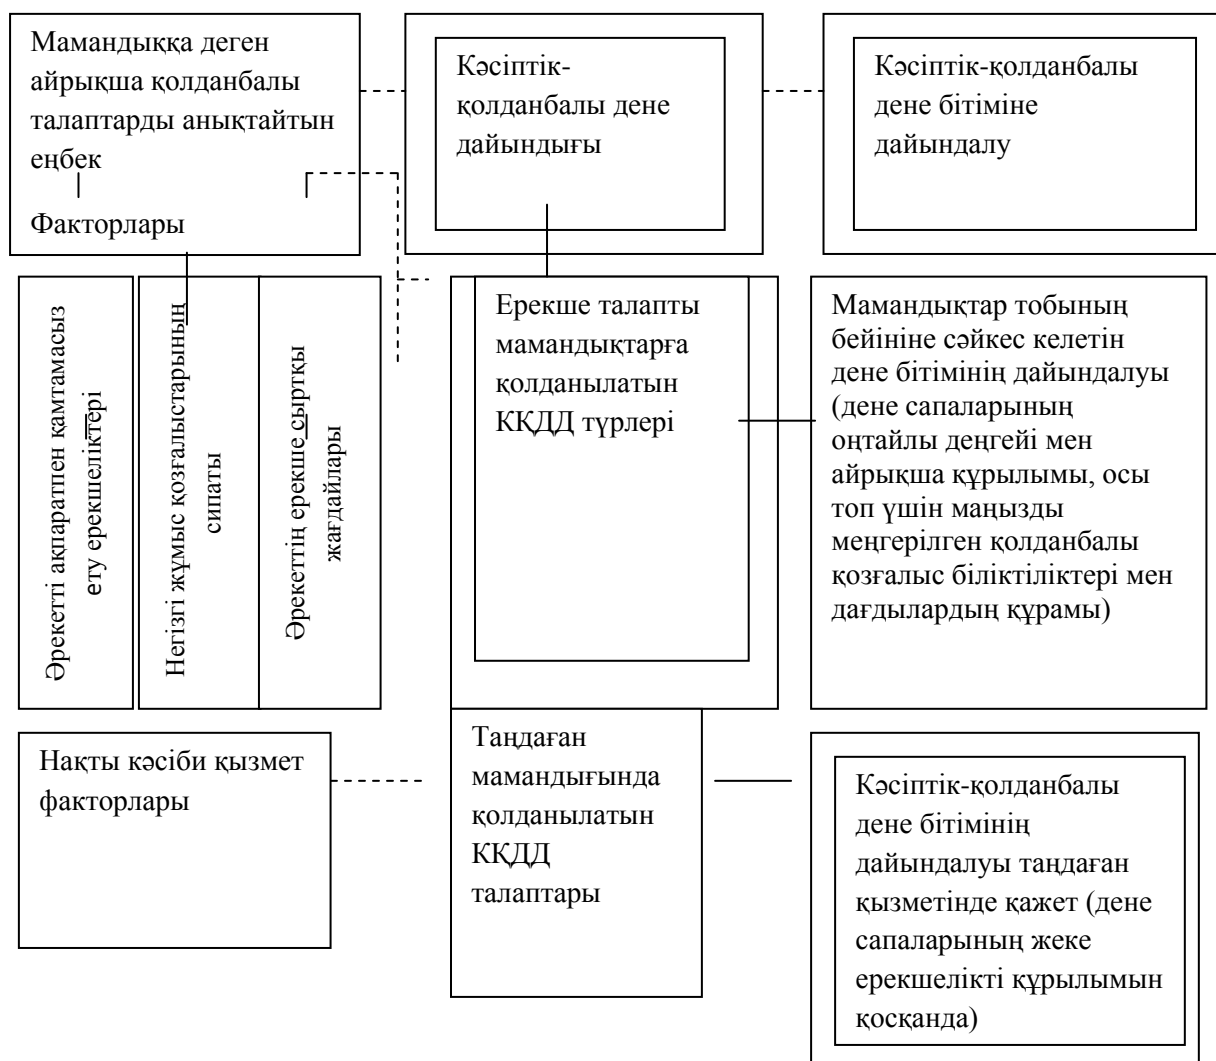 Мамандыққа деген
айрықша қолданбалы
талаптарды анықтайтын
еңбек
Факторлары
Кәсіптік-
қолданбалы дене
дайындығы
Кәсіптік-қолданбалы
дене бітіміне
дайындалу
Әрекетті ақпаратпен қамтамасыз
ету ерекшеліктері
Негізгі жұмыс қозғалыстарының
сипаты
Әрекеттің ерекше сыртқы
жағдайлары
Ерекше талапты
мамандықтарға
қолданылатын
КҚДД түрлері
Мамандықтар тобының
бейініне сәйкес келетін
дене бітімінің дайындалуы
(дене сапаларының
оңтайлы деңгейі мен
айрықша құрылымы, осы
топ үшін маңызды
меңгерілген қолданбалы
қозғалыс біліктіліктері мен
дағдылардың құрамы)
Нақты кәсіби қызмет
факторлары
Таңдаған
мамандығында
қолданылатын
КҚДД
талаптары
Кәсіптік-қолданбалы
дене бітімінің
дайындалуы таңдаған
қызметінде қажет (дене
сапаларының жеке
ерекшелікті құрылымын
қосқанда)